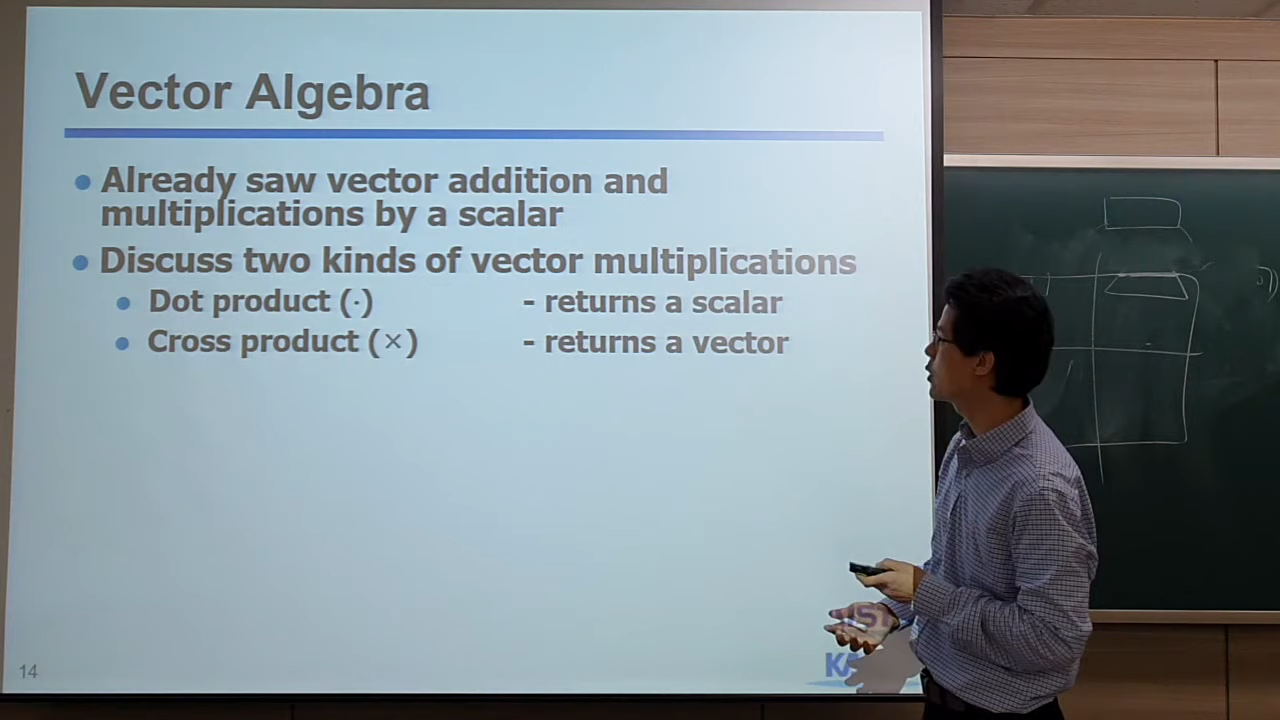 Vector Algebra
• Already saw vector addition and
multiplications by a scalar
• Discuss two kinds of vector multiplications
• Dot product (·) - returns a scalar
• Cross product (×) - returns a vector
14